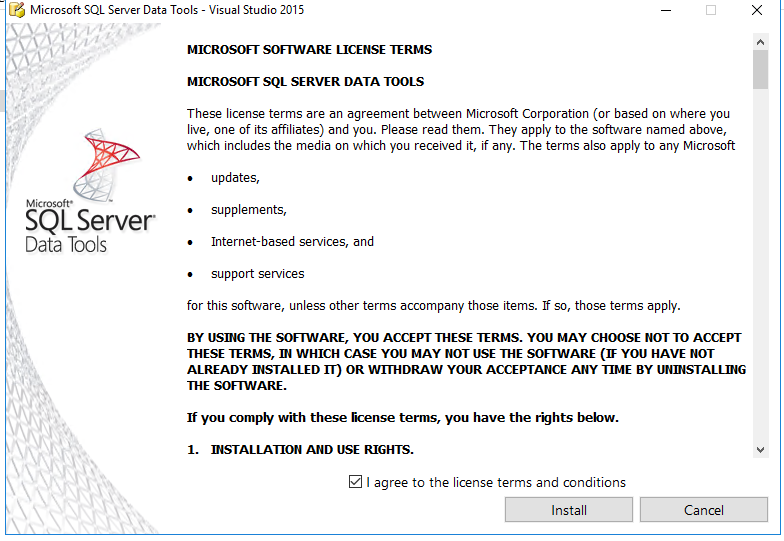 Microsoft SQL Server Data Tools - Visual Studio 2015
Microsoft®
SQL Server®
Data Tools
MICROSOFT SOFTWARE LICENSE TERMS
MICROSOFT SQL SERVER DATA TOOLS
These license terms are an agreement between Microsoft Corporation (or based on where you
live, one of its affiliates) and you. Please read them. They apply to the software named above,
which includes the media on which you received it, if any. The terms also apply to any Microsoft
• updates,
• supplements,
• Internet-based services, and
• support services
for this software, unless other terms accompany those items. If so, those terms apply.
BY USING THE SOFTWARE, YOU ACCEPT THESE TERMS. YOU MAY CHOOSE NOT TO ACCEPT
THESE TERMS, IN WHICH CASE YOU MAY NOT USE THE SOFTWARE (IF YOU HAVE NOT
ALREADY INSTALLED IT) OR WITHDRAW YOUR ACCEPTANCE ANY TIME BY UNINSTALLING
THE SOFTWARE.
If you comply with these license terms, you have the rights below.
1. INSTALLATION AND USE RIGHTS.
I agree to the license terms and conditions
Install
Cancel